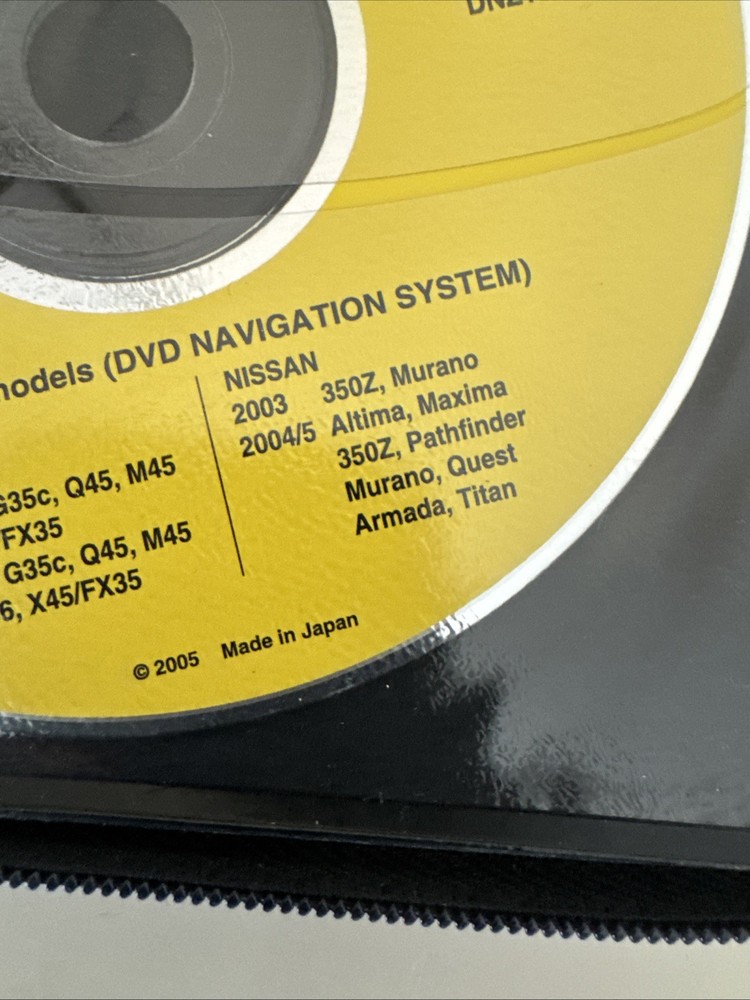 models (DVD NAVIGATION SYSTEM)
G35c, Q45, M45
/FX35
G35c, Q45, M45
6, X45/FX35
NISSAN
2003 350Z, Murano
2004/5 Altima, Maxima
350Z, Pathfinder
Murano, Quest
Armada, Titan
© 2005 Made in Japan